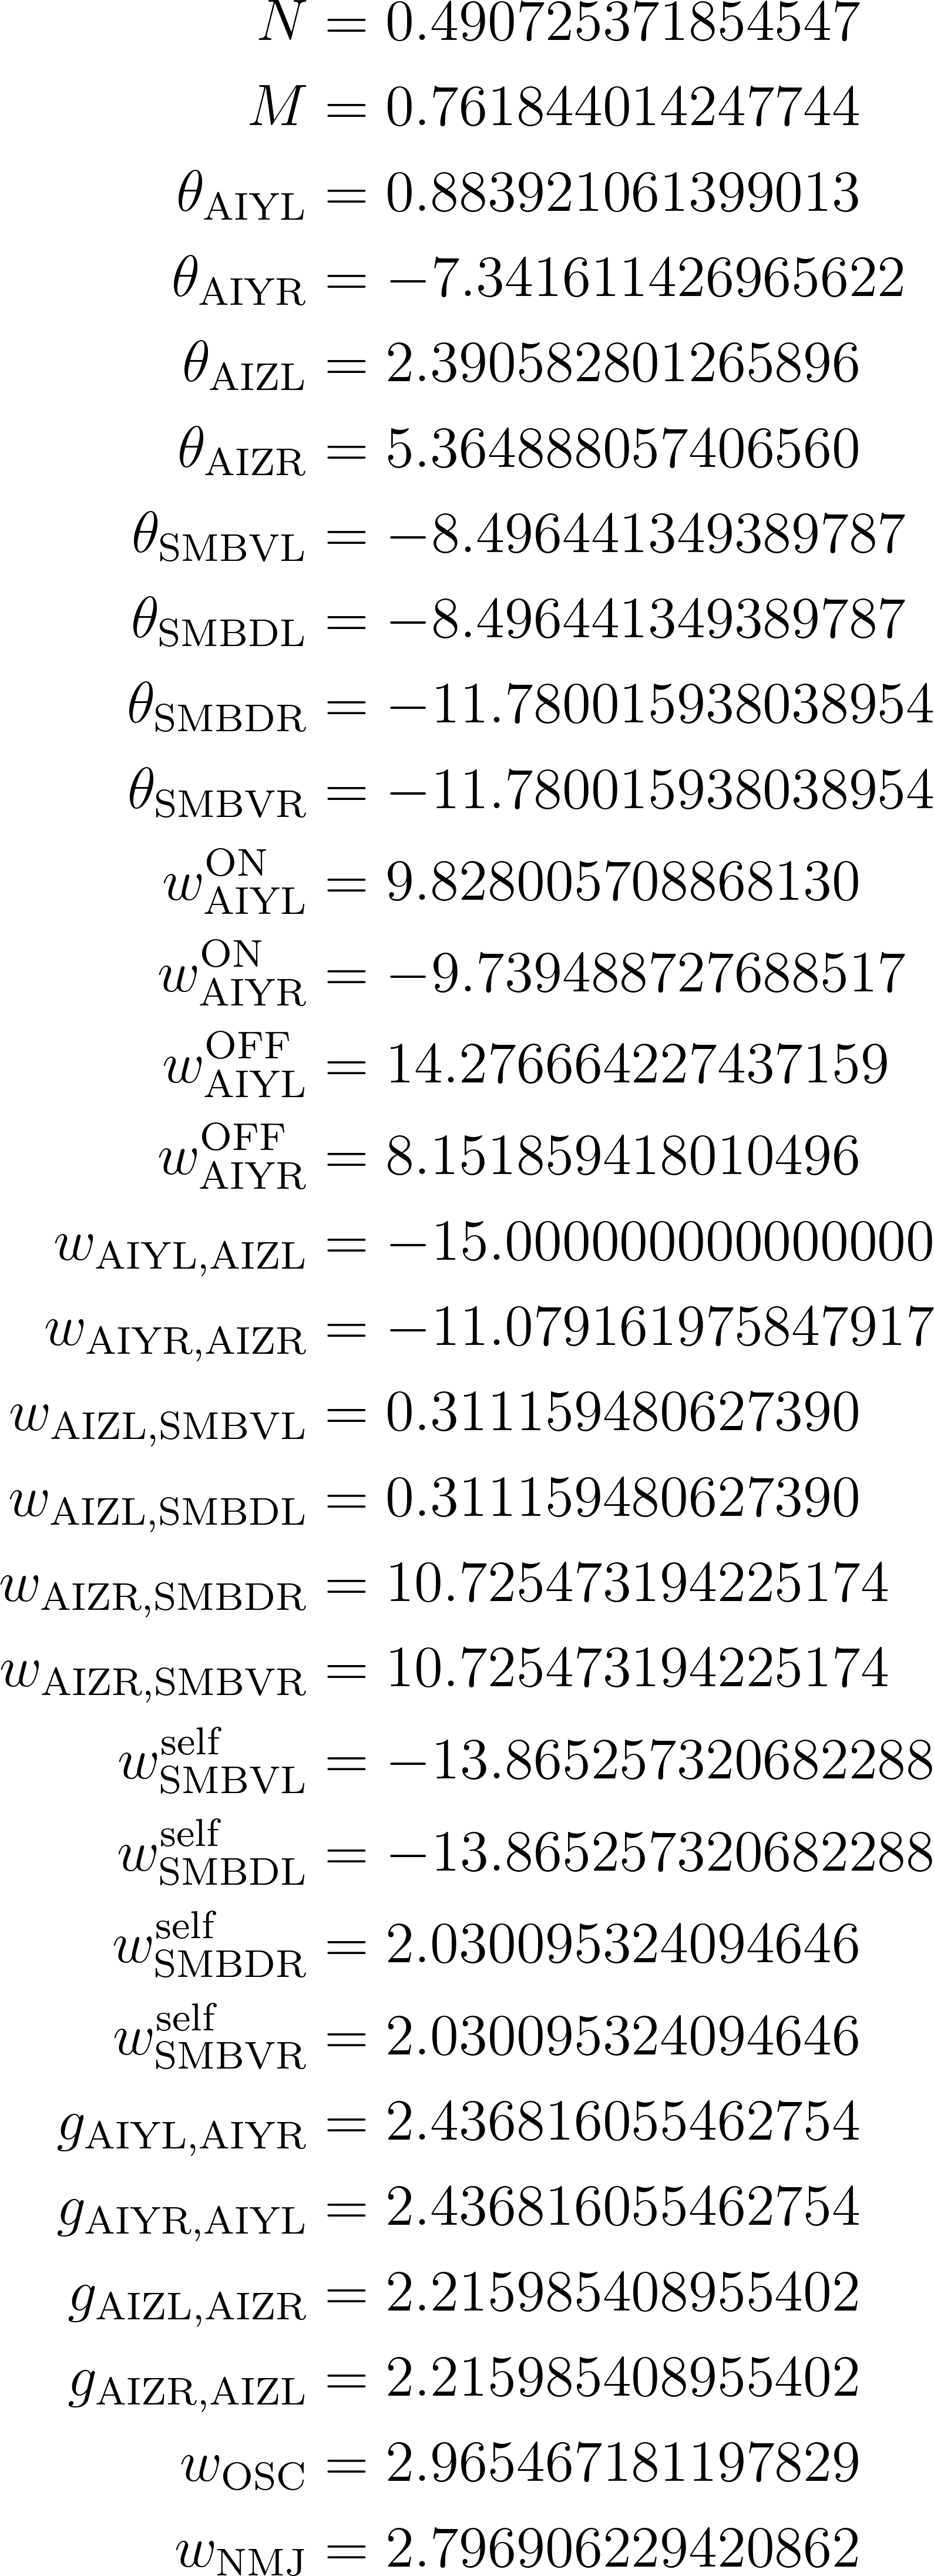 N = 0.490725371854547
M = 0.761844014247744
θ_AIYL = 0.883921061399013
θ_AIYR = −7.341611426965622
θ_AIZL = 2.390582801265896
θ_AIZR = 5.364888057406560
θ_SMBVL = −8.496441349389787
θ_SMBDL = −8.496441349389787
θ_SMBDR = −11.780015938038954
θ_SMBVR = −11.780015938038954
w^ON_AIYL = 9.828005708868130
w^ON_AIYR = −9.739488727688517
w^OFF_AIYL = 14.276664227437159
w^OFF_AIYR = 8.151859418010496
w_AIYL,AIZL = −15.000000000000000
w_AIYR,AIZR = −11.079161975847917
w_AIZL,SMBVL = 0.311159480627390
w_AIZL,SMBDL = 0.311159480627390
w_AIZR,SMBDR = 10.725473194225174
w_AIZR,SMBVR = 10.725473194225174
w^self_SMBVL = −13.865257320682288
w^self_SMBDL = −13.865257320682288
w^self_SMBDR = 2.030095324094646
w^self_SMBVR = 2.030095324094646
g_AIYL,AIYR = 2.436816055462754
g_AIYR,AIYL = 2.436816055462754
g_AIZL,AIZR = 2.215985408955402
g_AIZR,AIZL = 2.215985408955402
w_OSC = 2.965467181197829
w_NMJ = 2.796906229420862